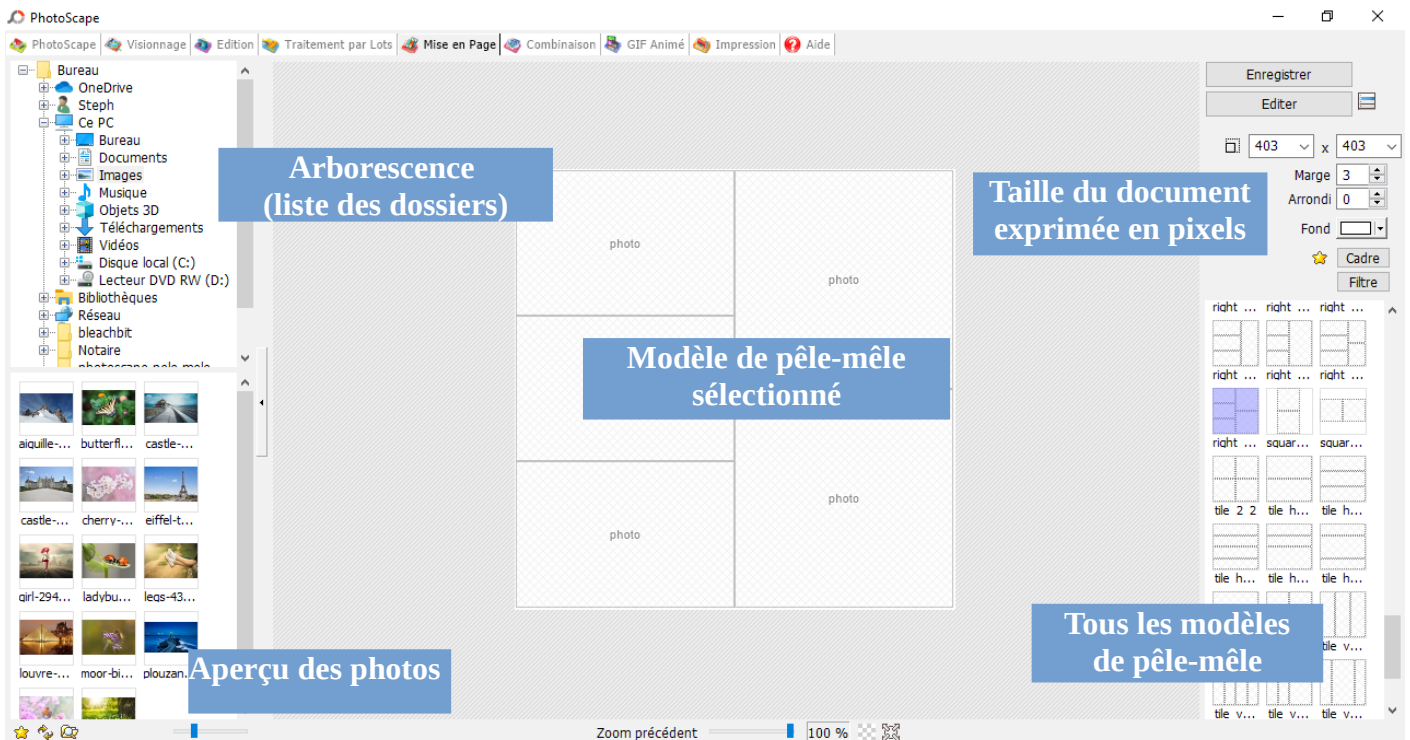 PhotoScape
PhotoScape Visionnage Edition Traitement par Lots Mise en Page Combinaison GIF Animé Impression Aide
Bureau
OneDrive
Steph
Ce PC
Bureau
Documents
Images
Musique
Objets 3D
Téléchargements
Vidéos
Disque local (C:)
Lecteur DVD RW (D:)
Bibliothèques
Réseau
bleachbit
Notaire
photoscape-pele-mele
aiguille-... butterfl... castle-...
castle-... cherry-... eiffel-t...
girl-294... ladybu... legs-43...
louvre-... moor-bi... plouzan.
Arborescence
(liste des dossiers)
photo
photo
Modèle de pêle-mêle
sélectionné
photo
photo
Aperçu des photos
Zoom précédent 100 %
Enregistrer
Editer
403 x 403
Marge 3
Arrondi 0
Fond
Cadre
Filtre
Taille du document
exprimée en pixels
right ... right ... right ...
right ... right ... right ...
right ... squar... squar...
tile 2 2 tile h... tile h...
tile h... tile h... tile h...
tile v...
tile v... tile v... tile v...
Tous les modèles
de pêle-mêle